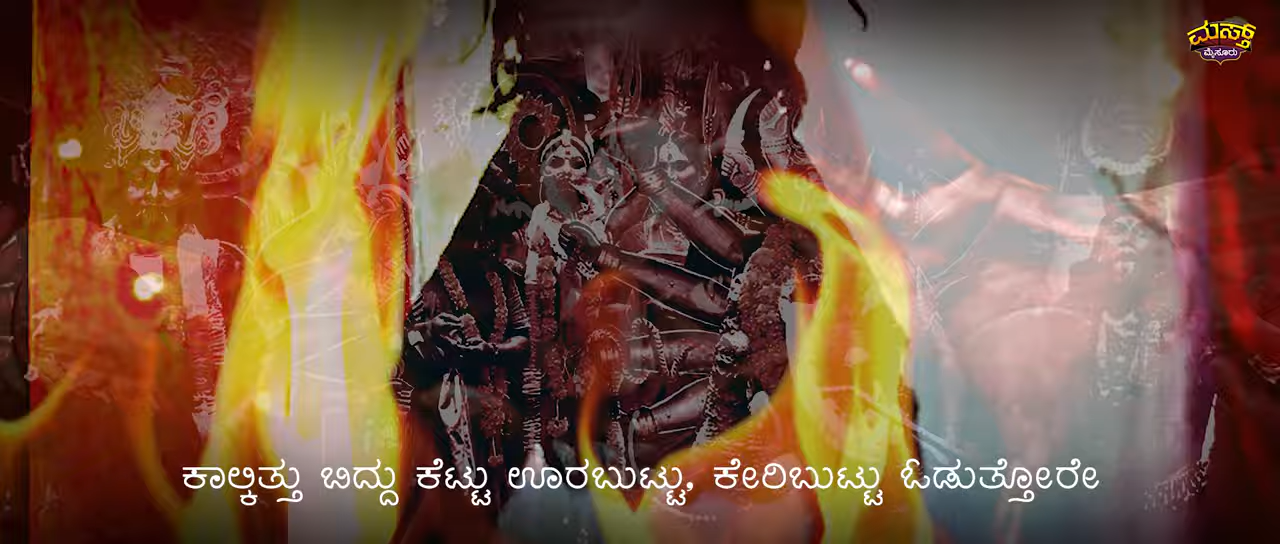 ಮಸ್ತ್
ಮೈಸೂರು
ಕಾಲ್ಕಿತ್ತು ಬಿದ್ದು ಕೆಟ್ಟು ಊರಬುಟ್ಟು, ಕೇರಿಬುಟ್ಟು ಓಡುತ್ತೋರೇ